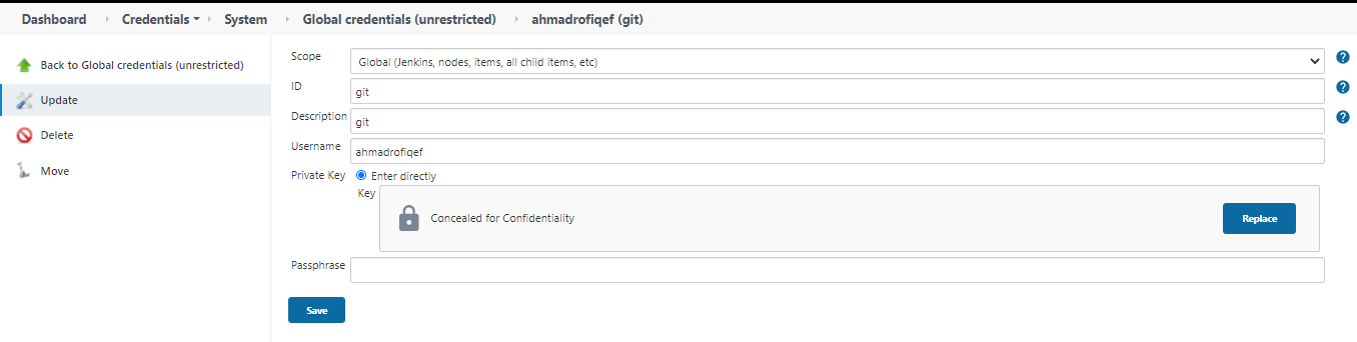 Dashboard Credentials System Global credentials (unrestricted) ahmadrofiqef (git)
Back to Global credentials (unrestricted)
Update
Delete
Move
Scope Global (Jenkins, nodes, items, all child items, etc) ?
ID git ?
Description git ?
Username ahmadrofiqef
Private Key Enter directly
Key
Concealed for Confidentiality Replace
Passphrase
Save